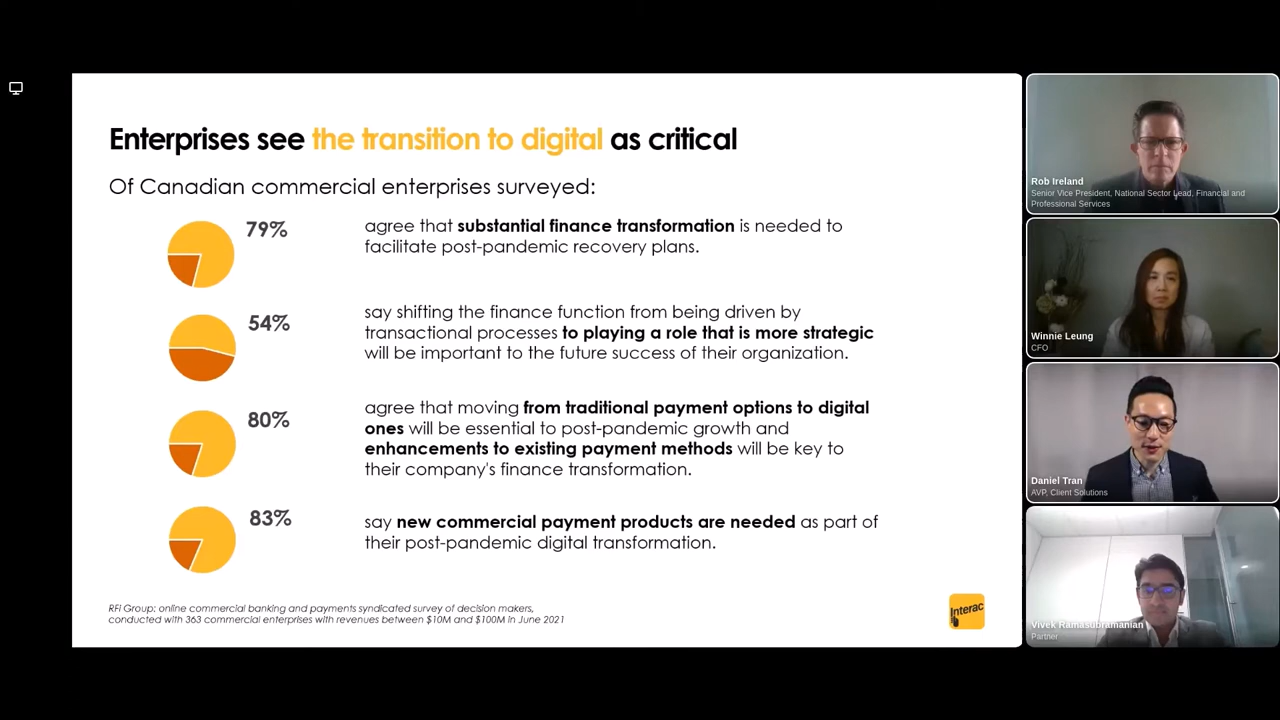 Enterprises see the transition to digital as critical
Of Canadian commercial enterprises surveyed:
79%
agree that substantial finance transformation is needed to
facilitate post-pandemic recovery plans.
54%
say shifting the finance function from being driven by
transactional processes to playing a role that is more strategic
will be important to the future success of their organization.
80%
agree that moving from traditional payment options to digital
ones will be essential to post-pandemic growth and
enhancements to existing payment methods will be key to
their company's finance transformation.
83%
say new commercial payment products are needed as part of
their post-pandemic digital transformation.
RFI Group; online commercial banking and payments syndicated survey of decision makers,
conducted with 363 commercial enterprises with revenues between $10M and $100M in June 2021
Interac
Rob Ireland
Senior Vice President, National Sector Lead, Financial and
Professional Services
Winnie Leung
CFO
Daniel Tran
AVP, Client Solutions
Vivek Ramasubramanian
Partner